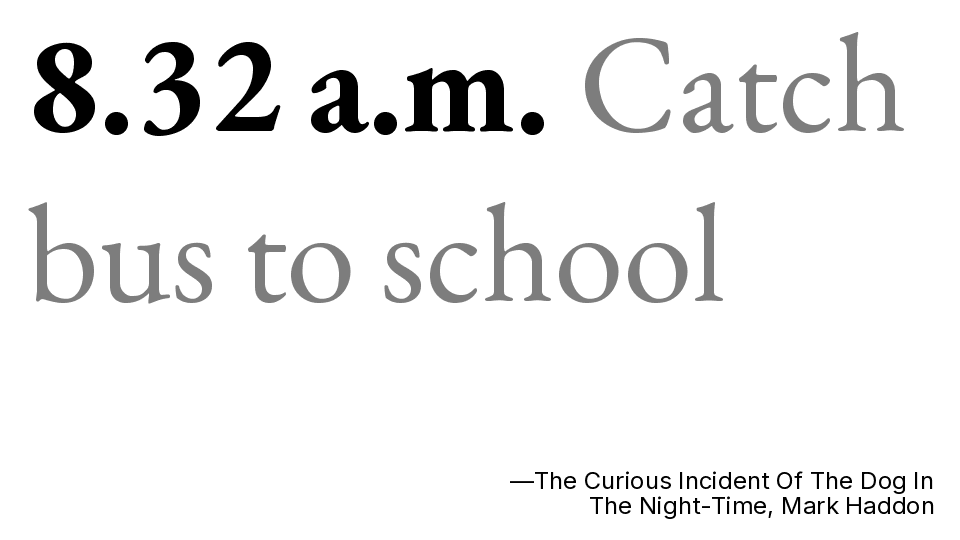 8.32 a.m. Catch
bus to school
—The Curious Incident Of The Dog In
The Night-Time, Mark Haddon